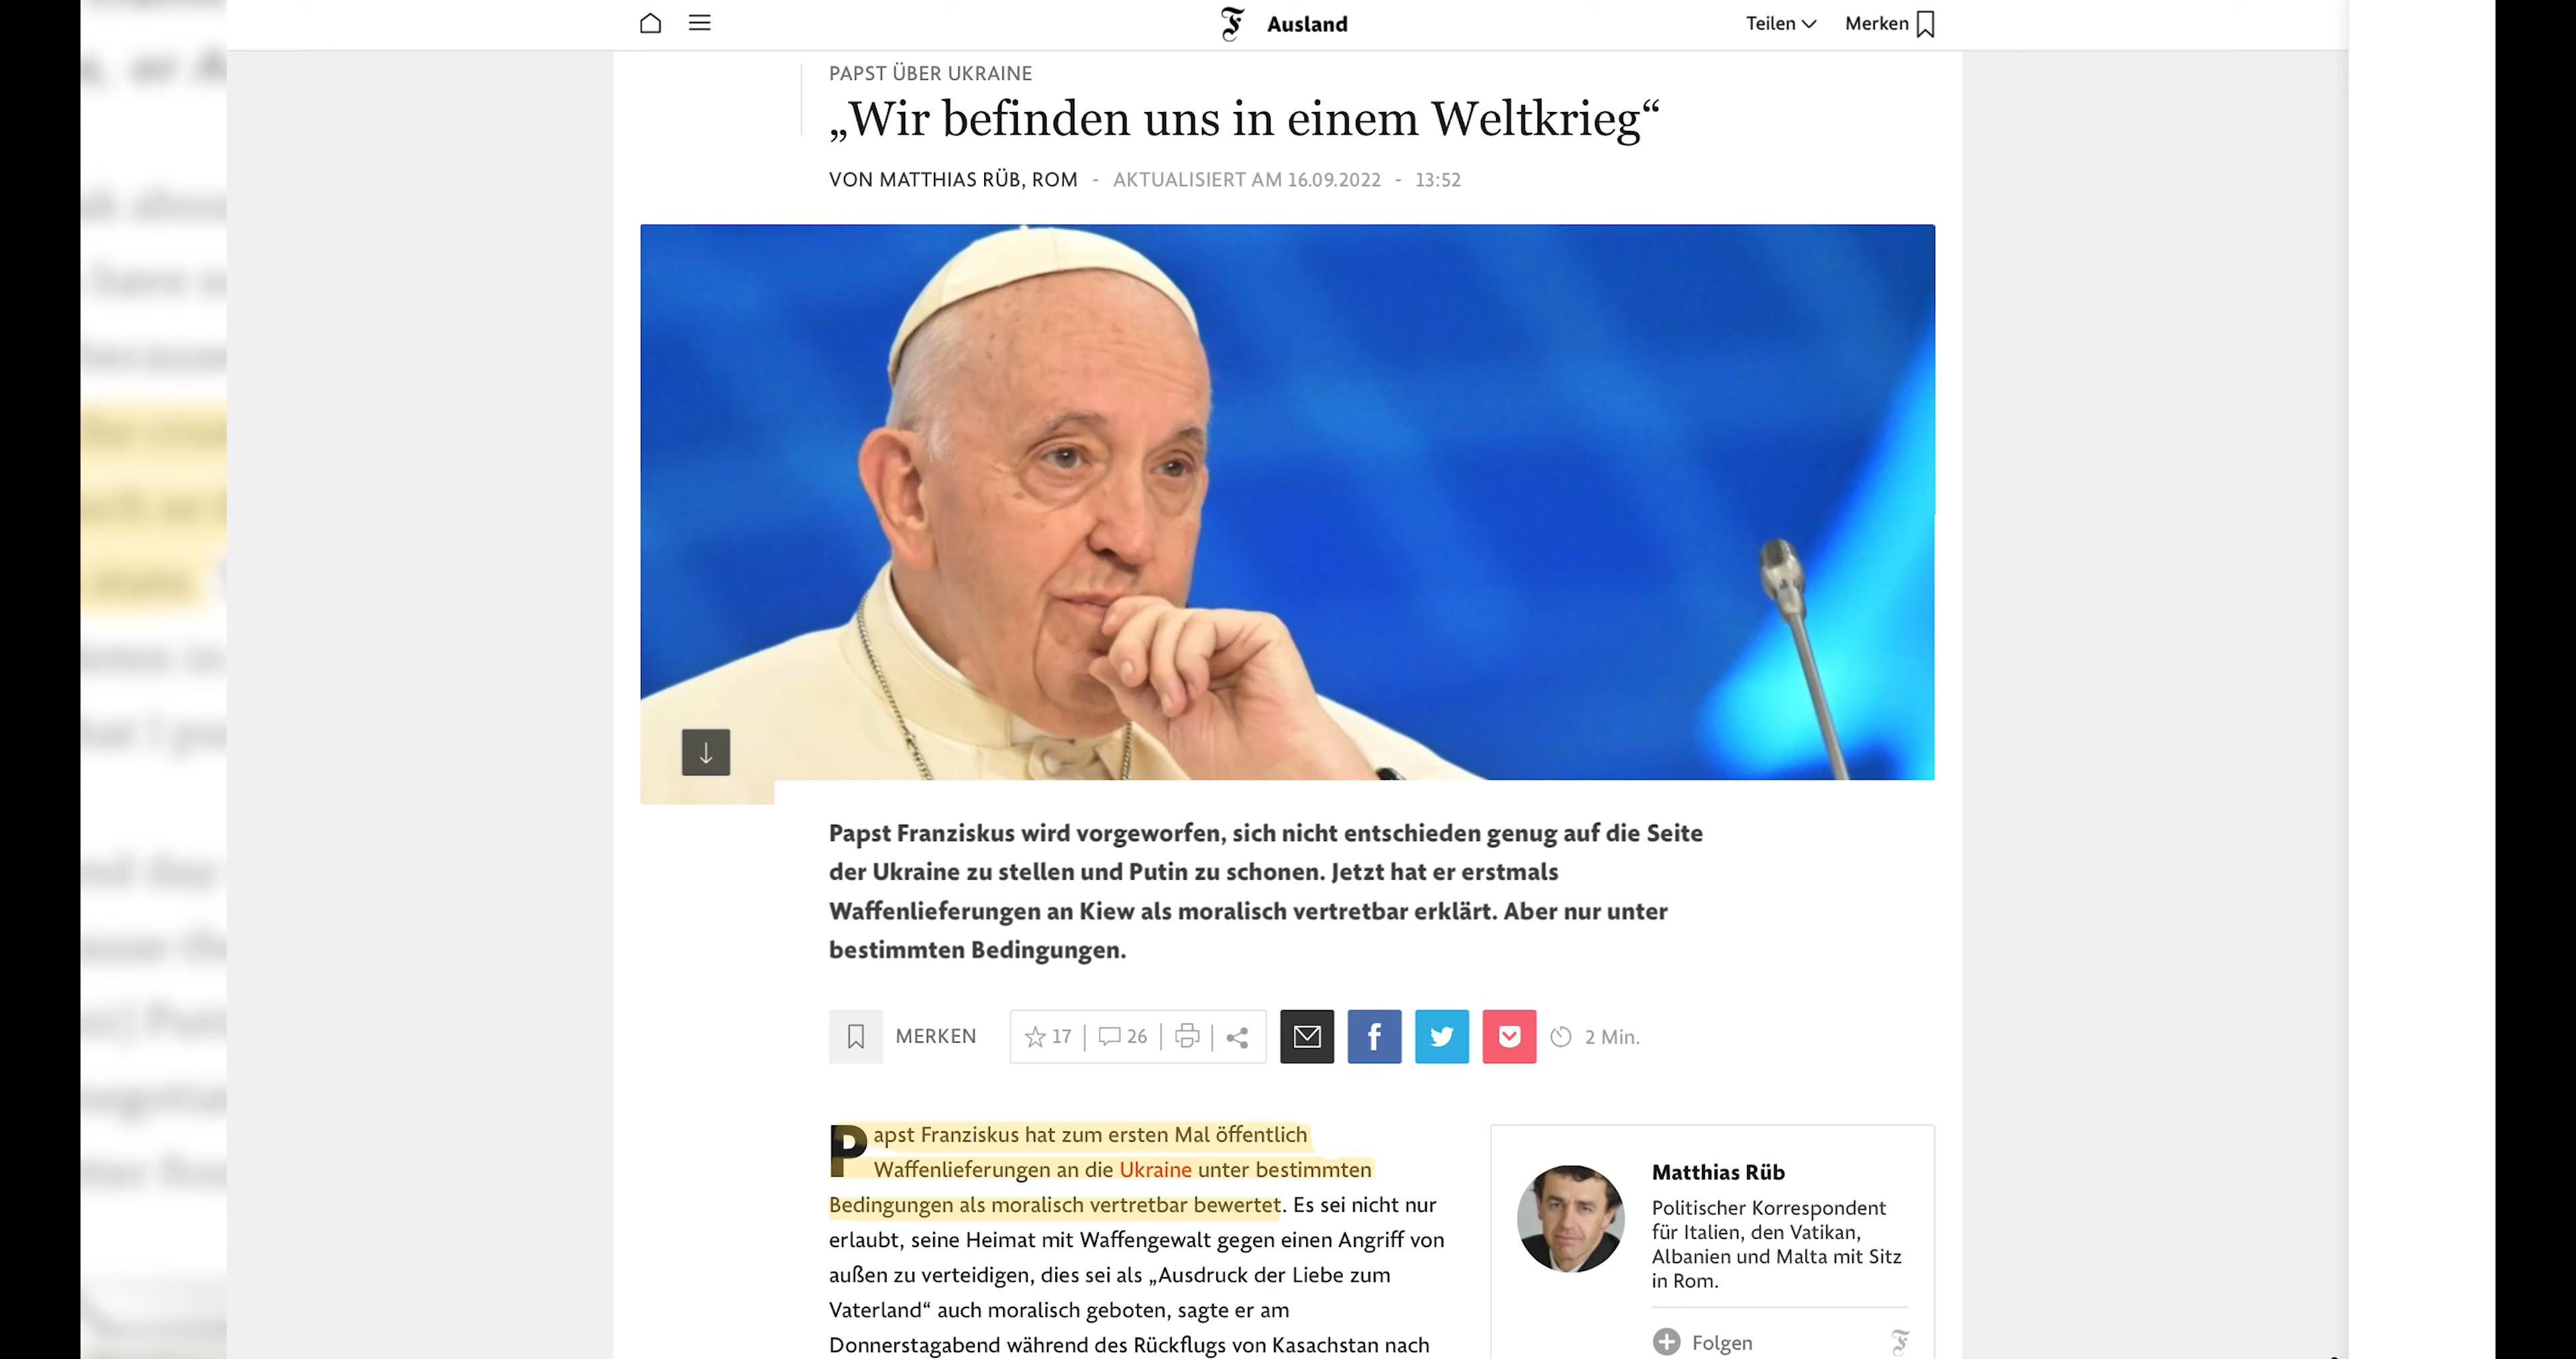 Ausland
Teilen
Merken
PAPST ÜBER UKRAINE
„Wir befinden uns in einem Weltkrieg“
VON MATTHIAS RÜB, ROM - AKTUALISIERT AM 16.09.2022 - 13:52
Papst Franziskus wird vorgeworfen, sich nicht entschieden genug auf die Seite
der Ukraine zu stellen und Putin zu schonen. Jetzt hat er erstmals
Waffenlieferungen an Kiew als moralisch vertretbar erklärt. Aber nur unter
bestimmten Bedingungen.
MERKEN
17
26
2 Min.
Papst Franziskus hat zum ersten Mal öffentlich
Waffenlieferungen an die Ukraine unter bestimmten
Bedingungen als moralisch vertretbar bewertet. Es sei nicht nur
erlaubt, seine Heimat mit Waffengewalt gegen einen Angriff von
außen zu verteidigen, dies sei als „Ausdruck der Liebe zum
Vaterland“ auch moralisch geboten, sagte er am
Donnerstagabend während des Rückflugs von Kasachstan nach
Matthias Rüb
Politischer Korrespondent
für Italien, den Vatikan,
Albanien und Malta mit Sitz
in Rom.
Folgen